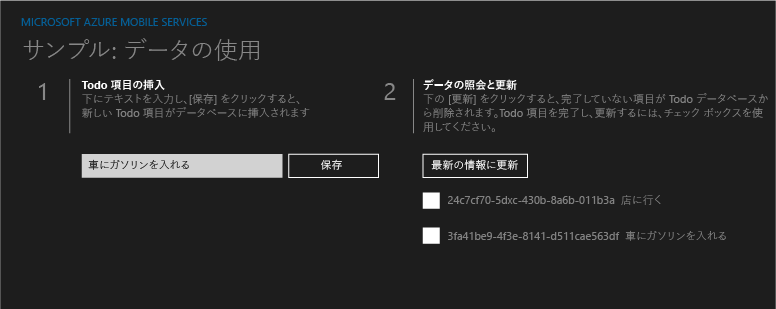 MICROSOFT AZURE MOBILE SERVICES
サンプル: データの使用
1
Todo 項目の挿入
下にテキストを入力し、[保存] をクリックすると、
新しい Todo 項目がデータベースに挿入されます
車にガソリンを入れる
保存
2
データの照会と更新
下の [更新] をクリックすると、完了していない項目が Todo データベースか
ら削除されます。Todo 項目を完了し、更新するには、チェック ボックスを使
用してください。
最新の情報に更新
24c7cf70-5dxc-430b-8a6b-011b3a 店に行く
3fa41be9-4f3e-8141-d511cae563df 車にガソリンを入れる